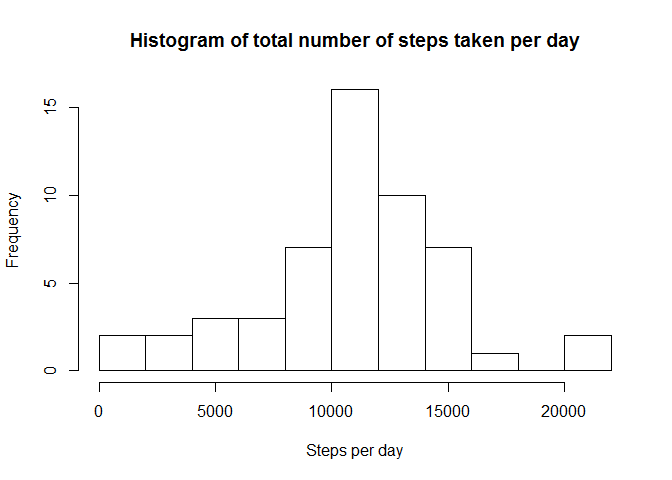 Histogram of total number of steps taken per day
Frequency
15
10
5
0
0 5000 10000 15000 20000
Steps per day